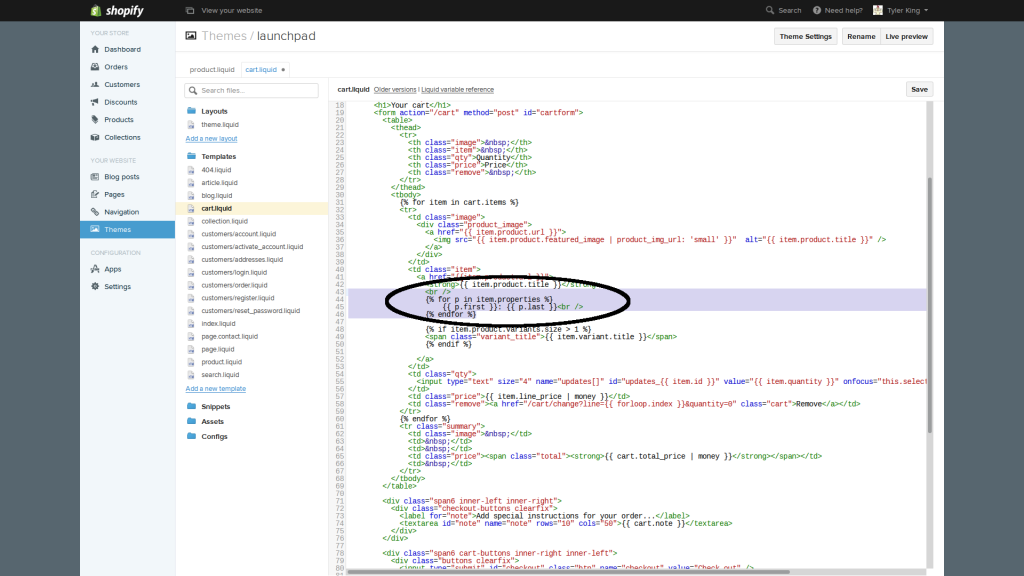 shopify
View your website
Search
Need help?
Tyler King
YOUR STORE
Dashboard
Orders
Customers
Discounts
Products
Collections
YOUR WEBSITE
Blog posts
Pages
Navigation
Themes
CONFIGURATION
Apps
Settings
Themes / launchpad
Theme Settings
Rename
Live preview
product.liquid
cart.liquid
Search files...
Layouts
theme.liquid
Add a new layout
Templates
404.liquid
article.liquid
blog.liquid
cart.liquid
collection.liquid
customers/account.liquid
customers/activate_account.liquid
customers/addresses.liquid
customers/login.liquid
customers/order.liquid
customers/register.liquid
customers/reset_password.liquid
index.liquid
page.contact.liquid
page.liquid
product.liquid
search.liquid
Add a new template
Snippets
Assets
Configs
cart.liquid Older versions | Liquid variable reference
Save
18 <h1>Your cart</h1>
19 <form action="/cart" method="post" id="cartform">
20 <table>
21 <thead>
22 <tr>
23 <th class="image">&nbsp;</th>
24 <th class="item">&nbsp;</th>
25 <th class="qty">Quantity</th>
26 <th class="price">Price</th>
27 <th class="remove">&nbsp;</th>
28 </tr>
29 </thead>
30 <tbody>
31 {% for item in cart.items %}
32 <tr>
33 <td class="image">
34 <div class="product_image">
35 <a href="{{ item.product.url }}">
36 <img src="{{ item.product.featured_image | product_img_url: 'small' }}" alt="{{ item.product.title }}" />
37 </a>
38 </div>
39 </td>
40 <td class="item">
41 <a href="{{ item.product.url }}">
42 <strong>{{ item.product.title }}</strong>
43 <br />
44 {% for p in item.properties %}
45 {{ p.first }}: {{ p.last }}<br />
46 {% endfor %}
47
48 {% if item.product.variants.size > 1 %}
49 <span class="variant_title">{{ item.variant.title }}</span>
50 {% endif %}
51
52 </a>
53 </td>
54 <td class="qty">
55 <input type="text" size="4" name="updates[]" id="updates_{{ item.id }}" value="{{ item.quantity }}" onfocus="this.select
56 </td>
57 <td class="price">{{ item.line_price | money }}</td>
58 <td class="remove"><a href="/cart/change?line={{ forloop.index }}&quantity=0" class="cart">Remove</a></td>
59 </tr>
60 {% endfor %}
61 <tr class="summary">
62 <td class="image">&nbsp;</td>
63 <td>&nbsp;</td>
64 <td>&nbsp;</td>
65 <td class="price"><span class="total"><strong>{{ cart.total_price | money }}</strong></span></td>
66 <td>&nbsp;</td>
67 </tr>
68 </tbody>
69 </table>
70
71 <div class="span6 inner-left inner-right">
72 <div class="checkout-buttons clearfix">
73 <label for="note">Add special instructions for your order...</label>
74 <textarea id="note" name="note" rows="10" cols="50">{{ cart.note }}</textarea>
75 </div>
76 </div>
77
78 <div class="span6 cart-buttons inner-right inner-left">
79 <div class="buttons clearfix">
80 <input type="submit" id="checkout" class="btn" name="checkout" value="Check out" />